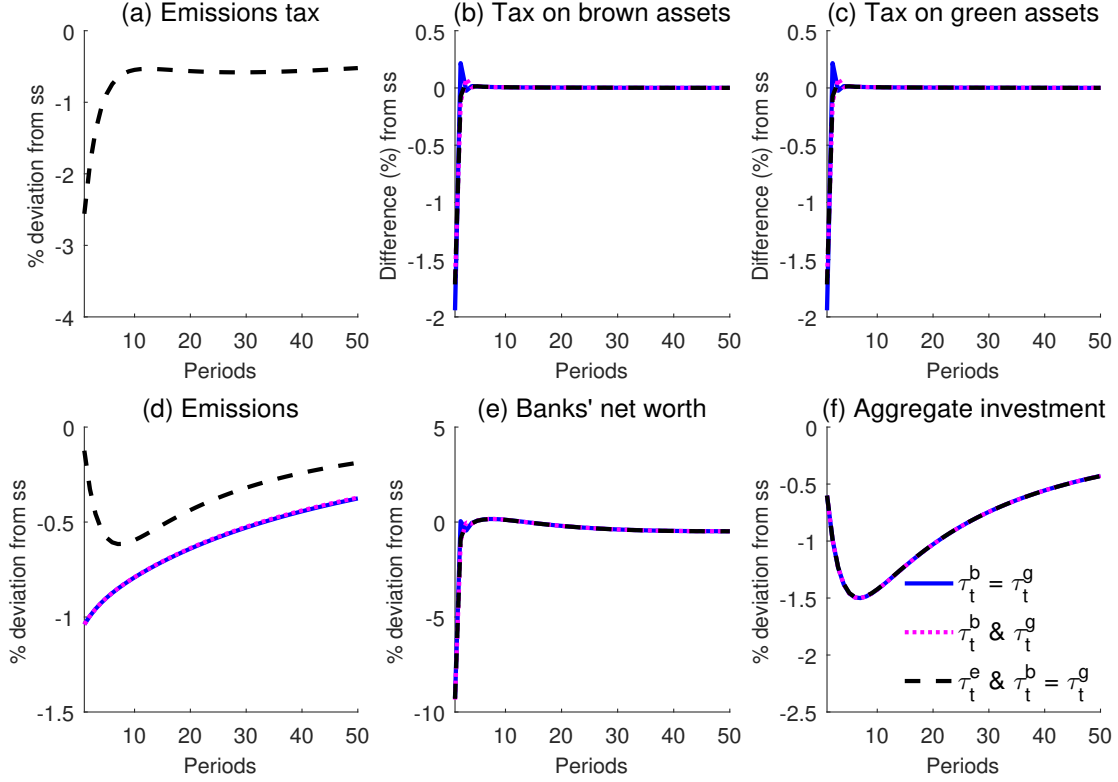 (a) Emissions tax
0
-1
-2
-3
-4
% deviation from ss
10 20 30 40 50
Periods
(b) Tax on brown assets
0.5
0
-0.5
-1
-1.5
-2
Difference (%) from ss
10 20 30 40 50
Periods
(c) Tax on green assets
0.5
0
-0.5
-1
-1.5
-2
Difference (%) from ss
10 20 30 40 50
Periods
(d) Emissions
0
-0.5
-1
-1.5
% deviation from ss
10 20 30 40 50
Periods
(e) Banks' net worth
5
0
-5
-10
% deviation from ss
10 20 30 40 50
Periods
(f) Aggregate investment
0
-0.5
-1
-1.5
-2
-2.5
% deviation from ss
10 20 30 40 50
Periods
τ_t^b = τ_t^g
τ_t^b & τ_t^g
τ_t^e & τ_t^b = τ_t^g